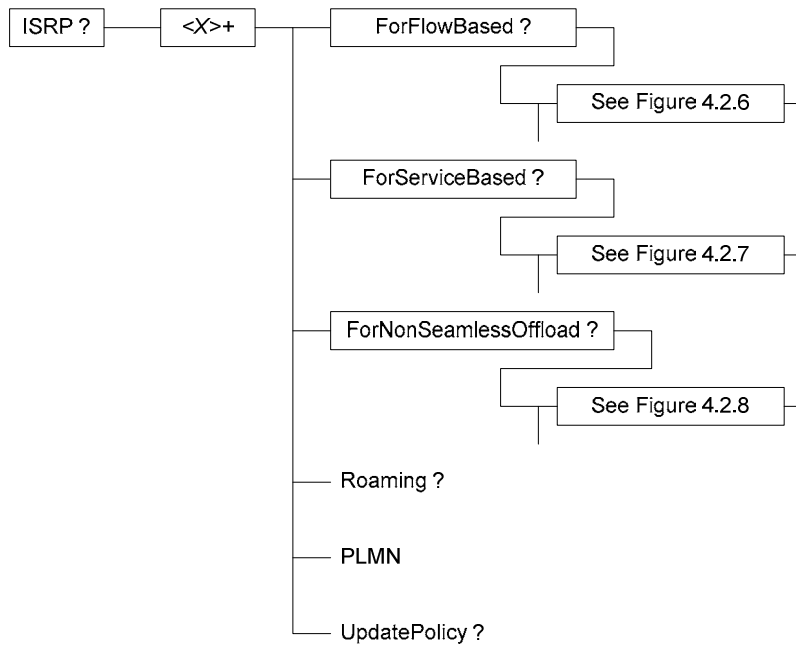 ISRP ?
<X>+
ForFlowBased ?
See Figure 4.2.6
ForServiceBased ?
See Figure 4.2.7
ForNonSeamlessOffload ?
See Figure 4.2.8
Roaming ?
PLMN
UpdatePolicy ?